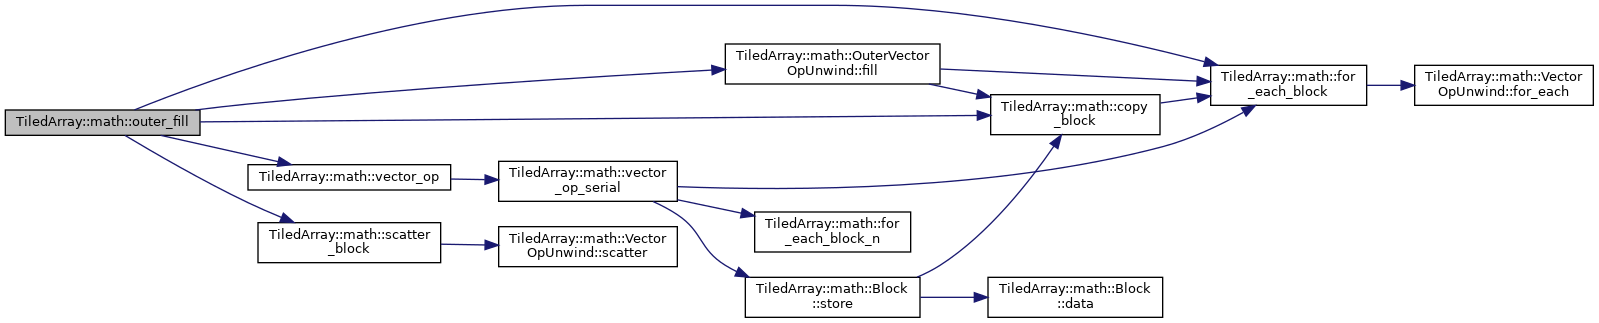 TiledArray::math::outer_fill
TiledArray::math::OuterVector
OpUnwind::fill
TiledArray::math::for
_each_block
TiledArray::math::Vector
OpUnwind::for_each
TiledArray::math::copy
_block
TiledArray::math::vector_op
TiledArray::math::vector
_op_serial
TiledArray::math::for
_each_block_n
TiledArray::math::scatter
_block
TiledArray::math::Vector
OpUnwind::scatter
TiledArray::math::Block
::store
TiledArray::math::Block
::data